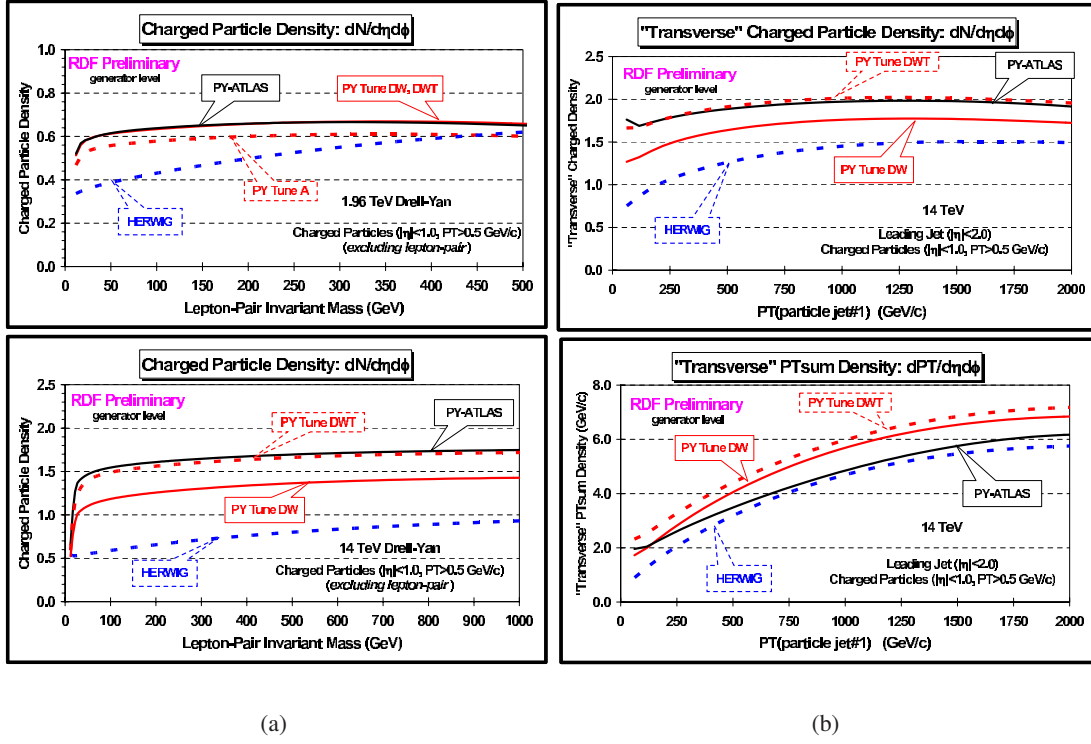 Charged Particle Density: dN/dηdϕ
1.0
0.8
0.6
0.4
0.2
0.0
Charged Particle Density
RDF Preliminary
generator level
PY-ATLAS
PY Tune DW, DWT
PY Tune A
HERWIG
1.96 TeV Drell-Yan
Charged Particles (|η|<1.0, PT>0.5 GeV/c)
(excluding lepton-pair)
0 50 100 150 200 250 300 350 400 450 500
Lepton-Pair Invariant Mass (GeV)
"Transverse" Charged Particle Density: dN/dηdϕ
2.5
2.0
1.5
1.0
0.5
0.0
"Transverse" Charged Density
RDF Preliminary
generator level
PY Tune DWT
PY-ATLAS
PY Tune DW
HERWIG
14 TeV
Leading Jet (|η|<2.0)
Charged Particles (|η|<1.0, PT>0.5 GeV/c)
0 250 500 750 1000 1250 1500 1750 2000
PT(particle jet#1) (GeV/c)
Charged Particle Density: dN/dηdϕ
2.5
2.0
1.5
1.0
0.5
0.0
Charged Particle Density
RDF Preliminary
generator level
PY Tune DWT
PY-ATLAS
PY Tune DW
HERWIG
14 TeV Drell-Yan
Charged Particles (|η|<1.0, PT>0.5 GeV/c)
(excluding lepton-pair)
0 100 200 300 400 500 600 700 800 900 1000
Lepton-Pair Invariant Mass (GeV)
"Transverse" PTsum Density: dPT/dηdϕ
8.0
6.0
4.0
2.0
0.0
"Transverse" PTsum Density (GeV/c)
RDF Preliminary
generator level
PY Tune DWT
PY Tune DW
PY-ATLAS
HERWIG
14 TeV
Leading Jet (|η|<2.0)
Charged Particles (|η|<1.0, PT>0.5 GeV/c)
0 250 500 750 1000 1250 1500 1750 2000
PT(particle jet#1) (GeV/c)
(a)
(b)